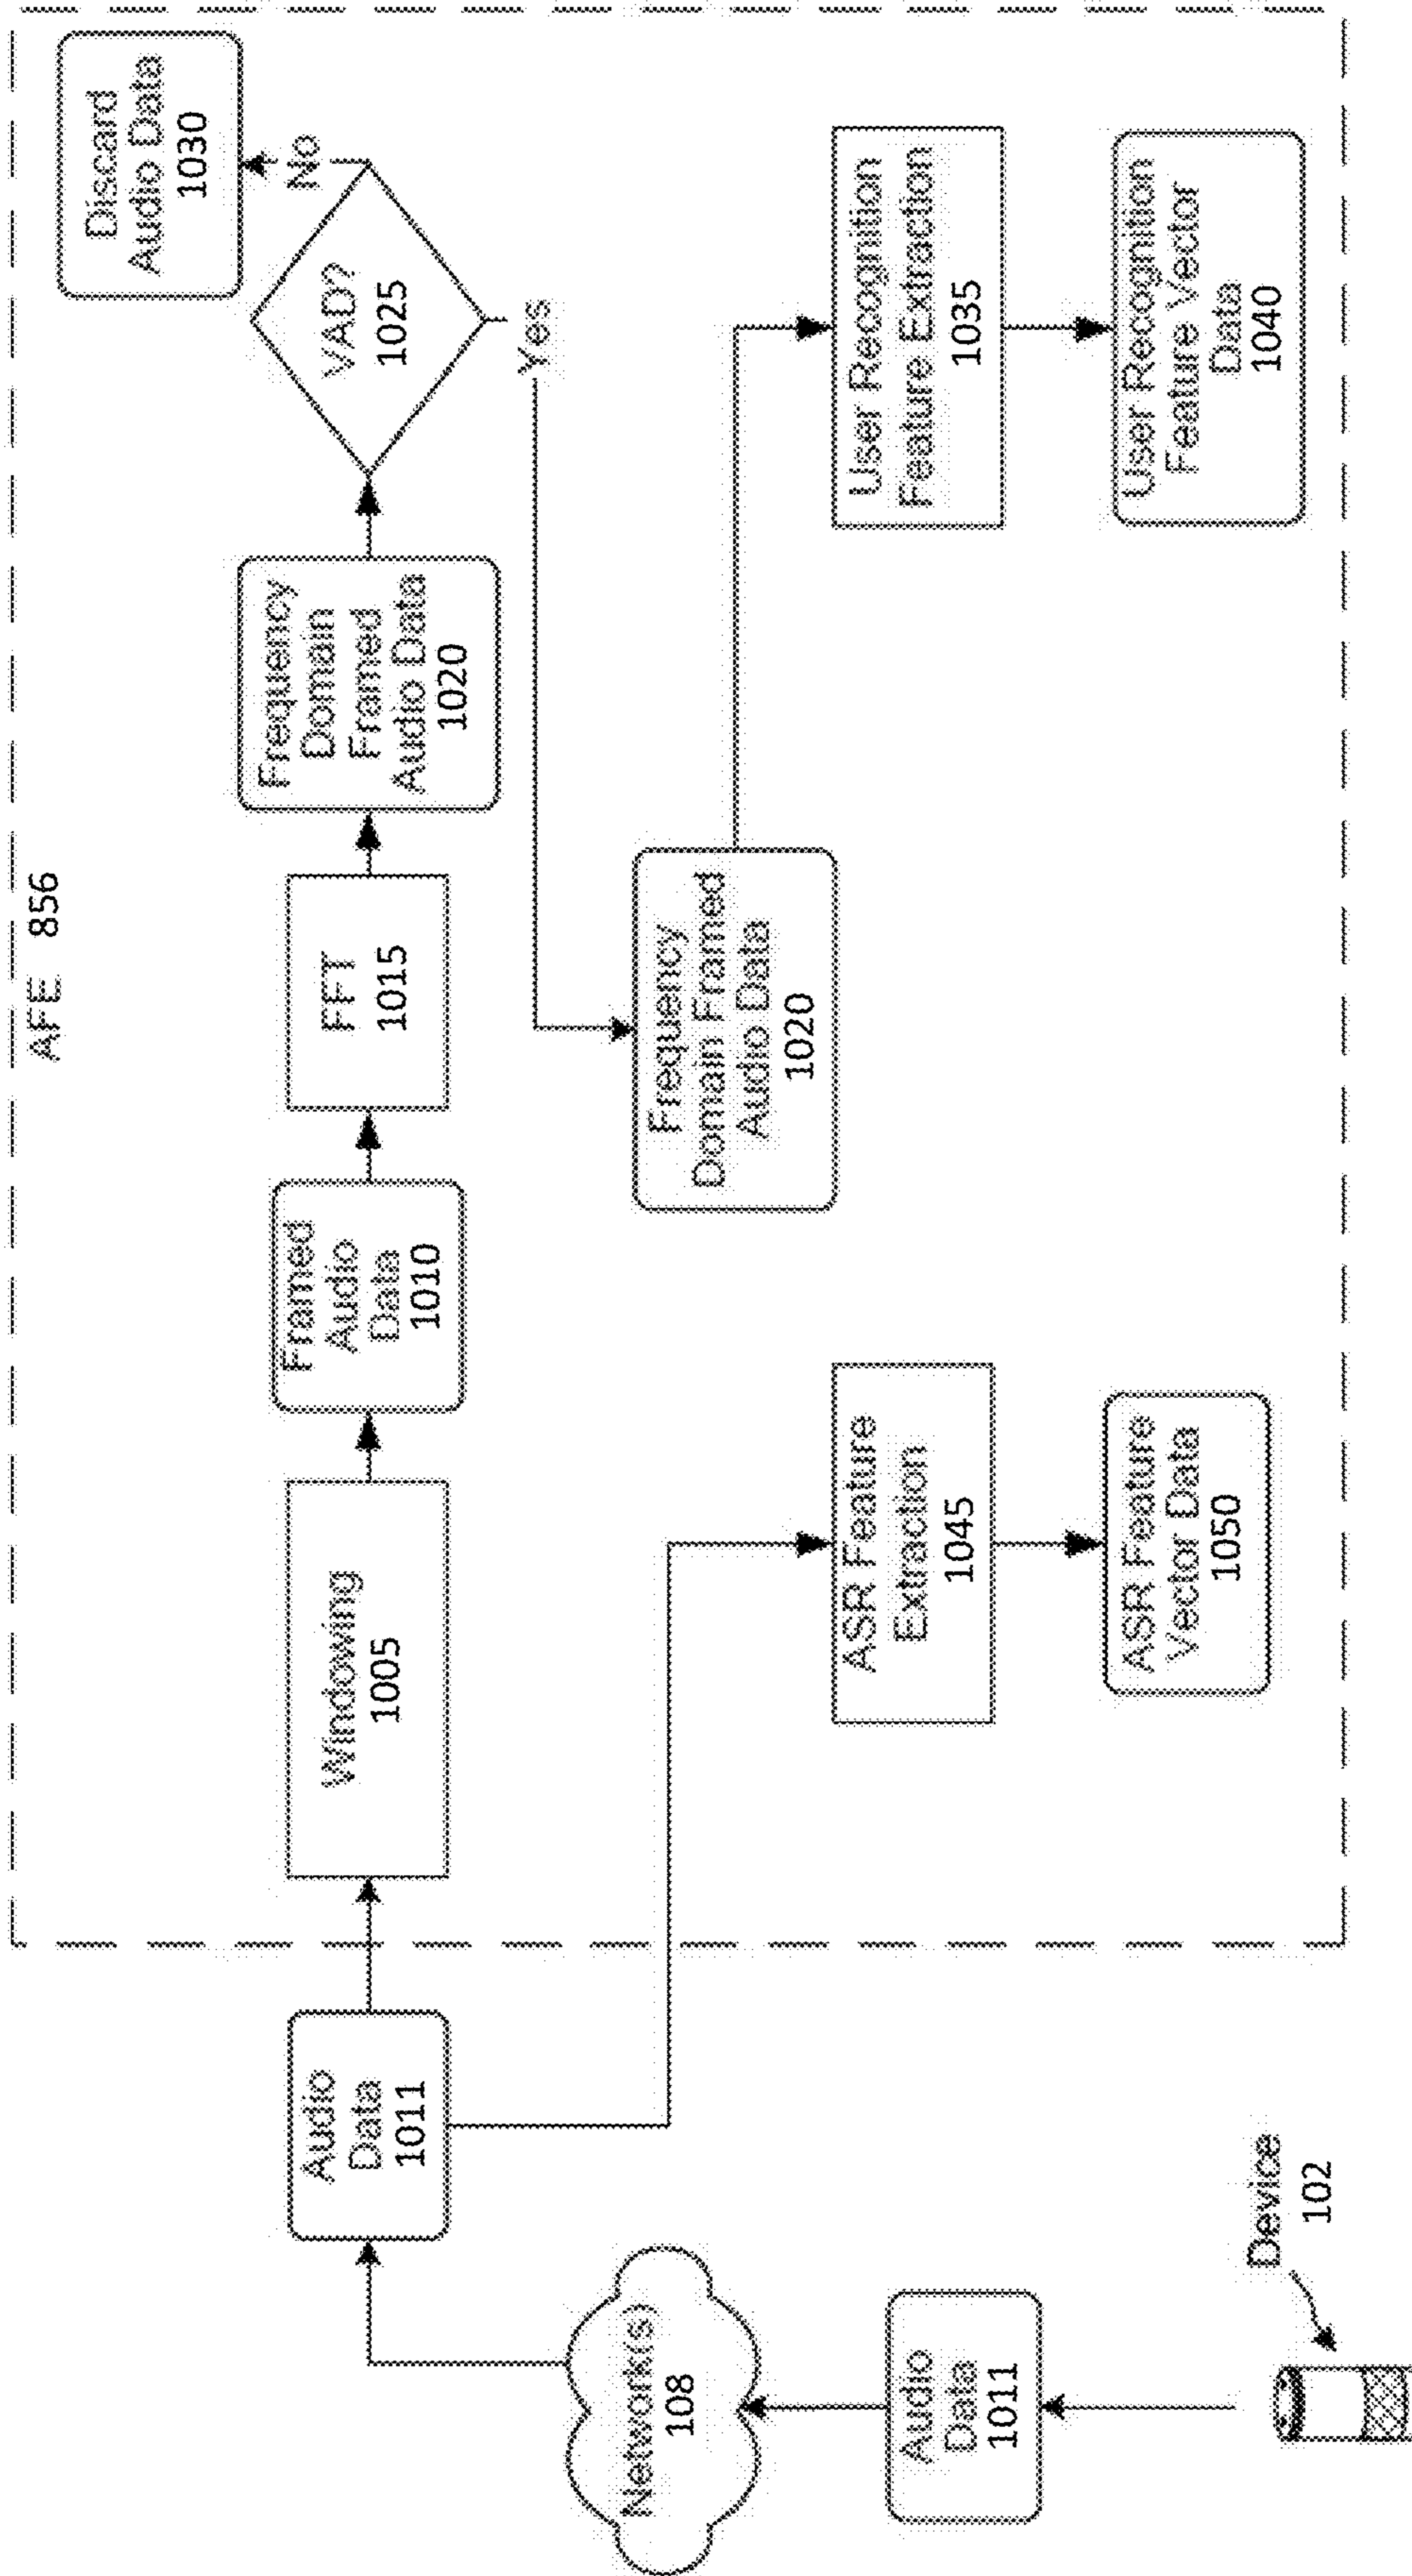 AFE 856
Discard
Audio Data
1030
No
VAD?
1025
Yes
Frequency
Domain
Framed
Audio Data
1020
FFT
1015
Framed
Audio
Data
1010
Windowing
1005
Audio
Data
1011
Network(s)
108
Audio
Data
1011
Device
102
Frequency
Domain Framed
Audio Data
1020
User Recognition
Feature Extraction
1035
User Recognition
Feature Vector
Data
1040
ASR Feature
Extraction
1045
ASR Feature
Vector Data
1050